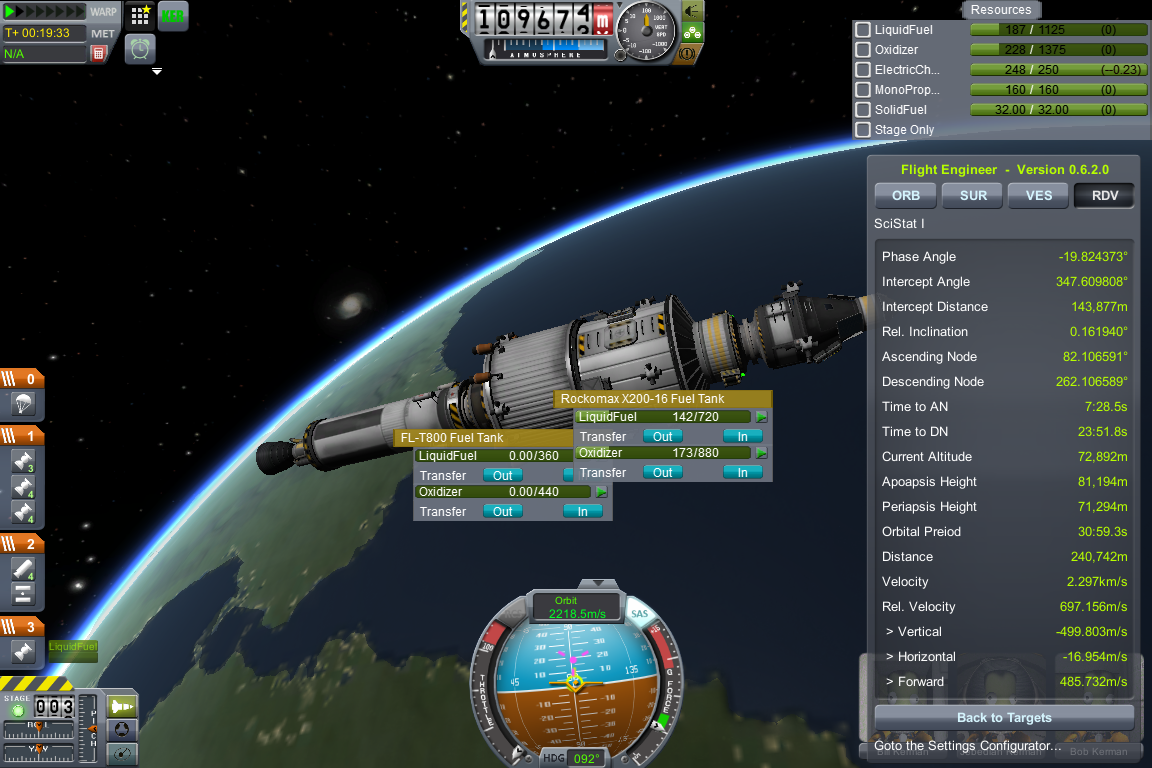 WARP
T+ 00:19:33 MET
N/A
KER
109674m
ATMOSPHERE
Resources
LiquidFuel 187 / 1125 (0)
Oxidizer 228 / 1375 (0)
ElectricCh... 248 / 250 (--0.23)
MonoProp... 160 / 160 (0)
SolidFuel 32.00 / 32.00 (0)
Stage Only
Flight Engineer - Version 0.6.2.0
ORB SUR VES RDV
SciStat I
Phase Angle -19.824373°
Intercept Angle 347.609808°
Intercept Distance 143,877m
Rel. Inclination 0.161940°
Ascending Node 82.106591°
Descending Node 262.106589°
Time to AN 7:28.5s
Time to DN 23:51.8s
Current Altitude 72,892m
Apoapsis Height 81,194m
Periapsis Height 71,294m
Orbital Preiod 30:59.3s
Distance 240,742m
Velocity 2.297km/s
Rel. Velocity 697.156m/s
> Vertical -499.803m/s
> Horizontal -16.954m/s
> Forward 485.732m/s
Back to Targets
Goto the Settings Configurator...
Bob Kerman
Rockomax X200-16 Fuel Tank
LiquidFuel 142/720
Transfer Out In
Oxidizer 173/880
Transfer Out In
FL-T800 Fuel Tank
LiquidFuel 0.00/360
Transfer Out
Oxidizer 0.00/440
Transfer Out In
0
1
3
4
4
2
4
3
LiquidFuel
STAGE
003
PITCH
Orbit
2218.5m/s
SAS
THROTTLE
G FORCE
45
135
HDG 092°